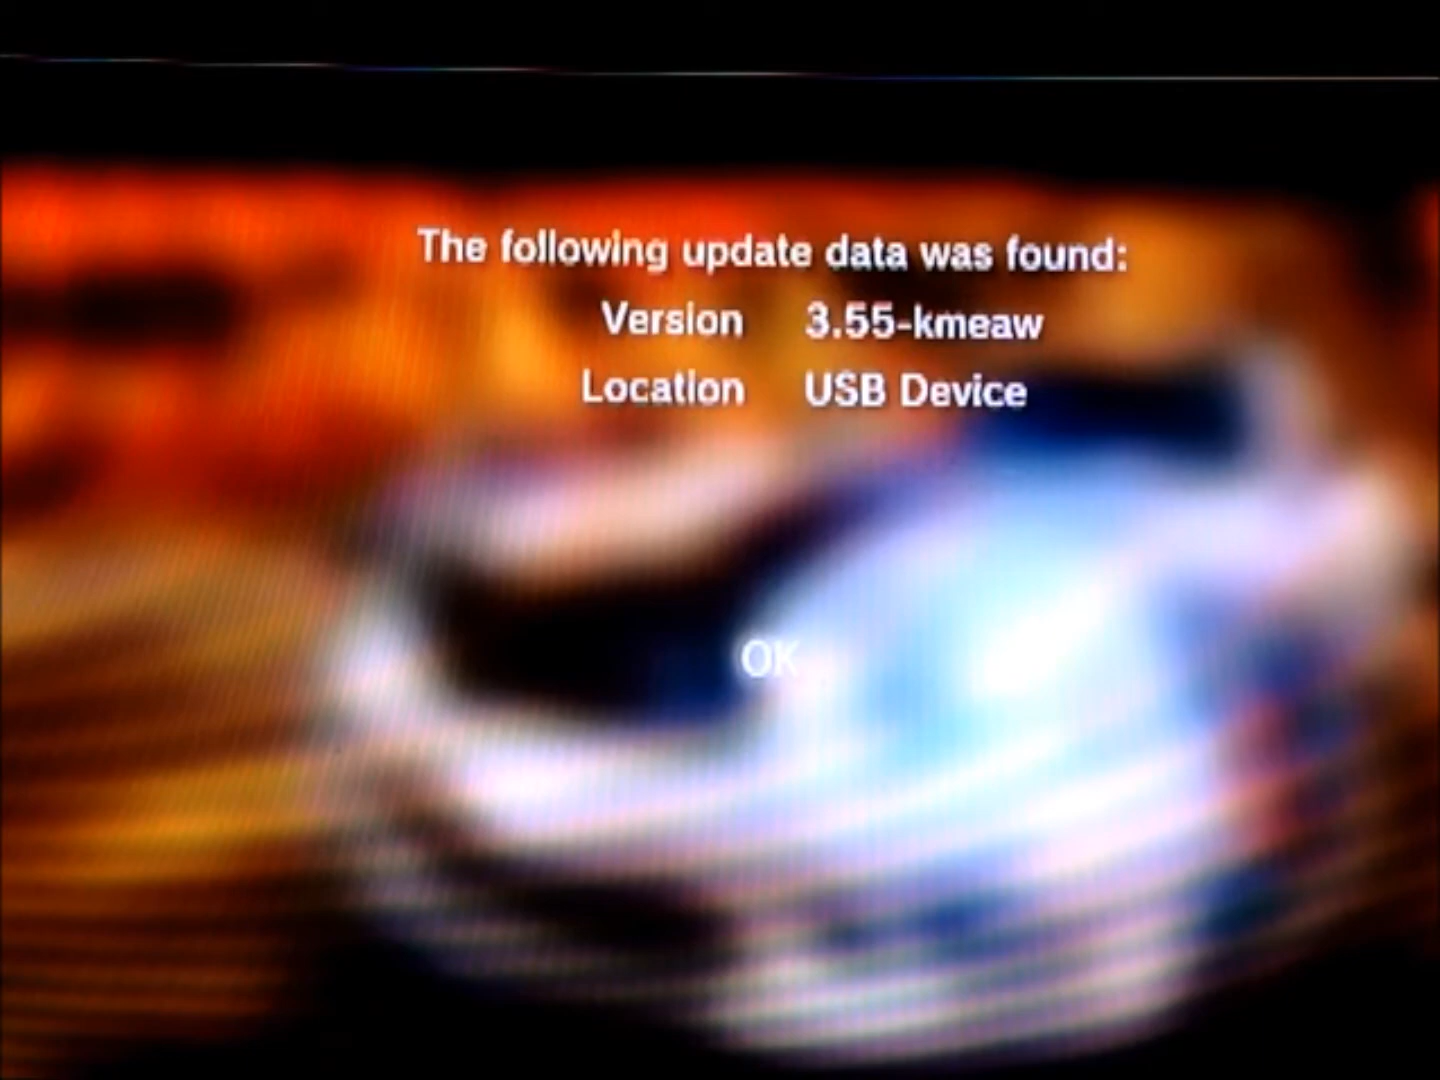 The following update data was found:
Version 3.55-kmeaw
Location USB Device
OK